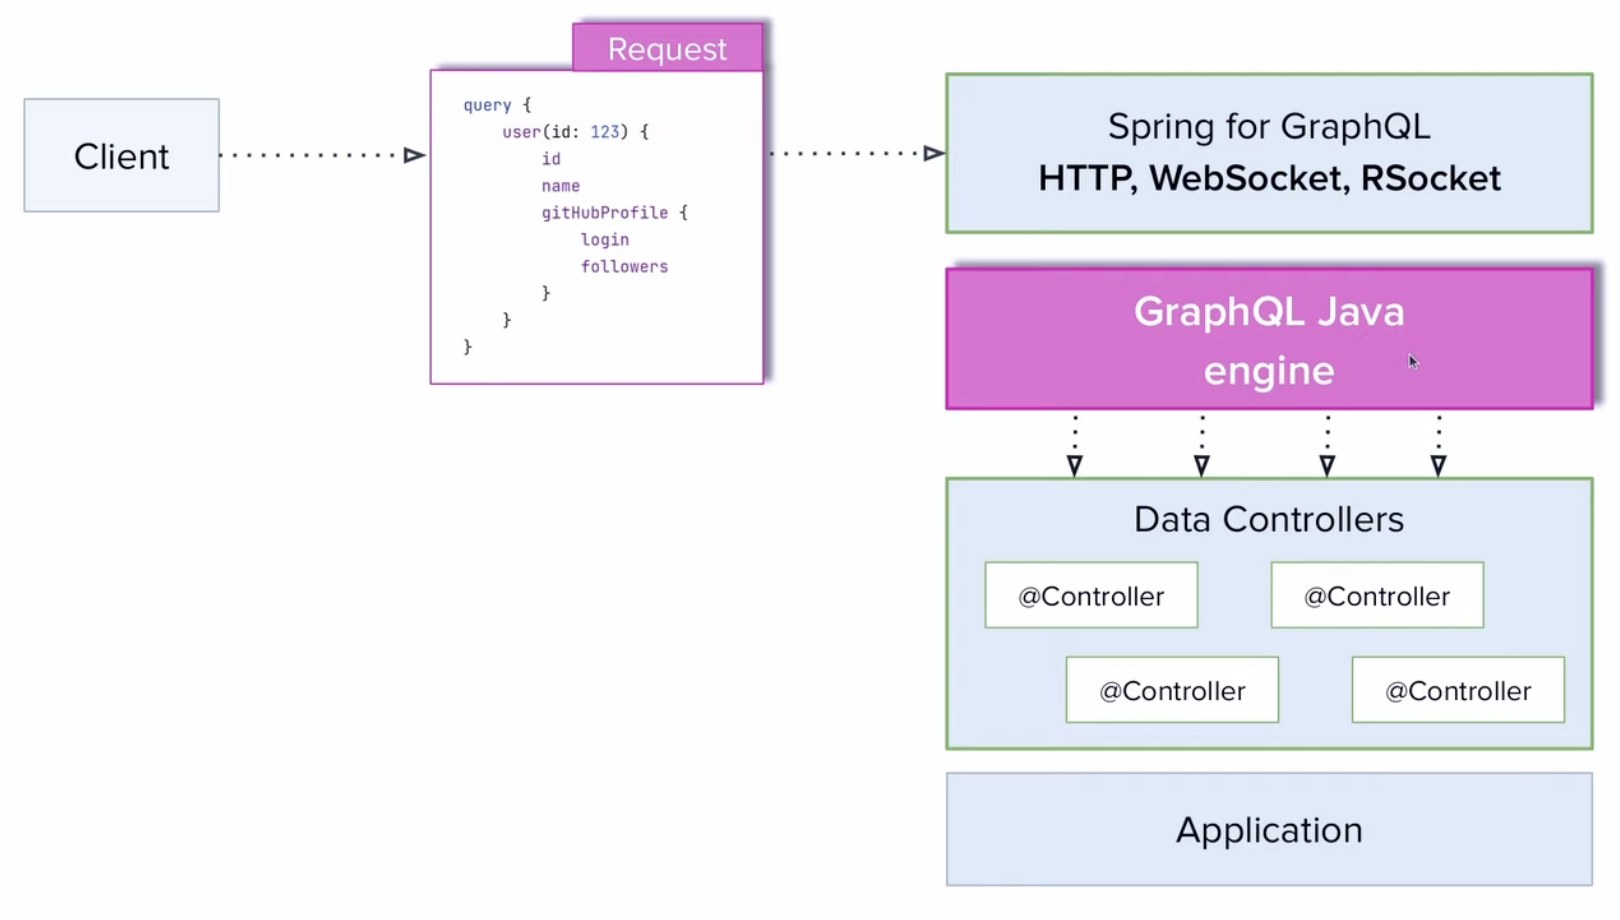 Client
Request
query {
user(id: 123) {
id
name
gitHubProfile {
login
followers
}
}
}
Spring for GraphQL
HTTP, WebSocket, RSocket
GraphQL Java
engine
Data Controllers
@Controller
@Controller
@Controller
@Controller
Application